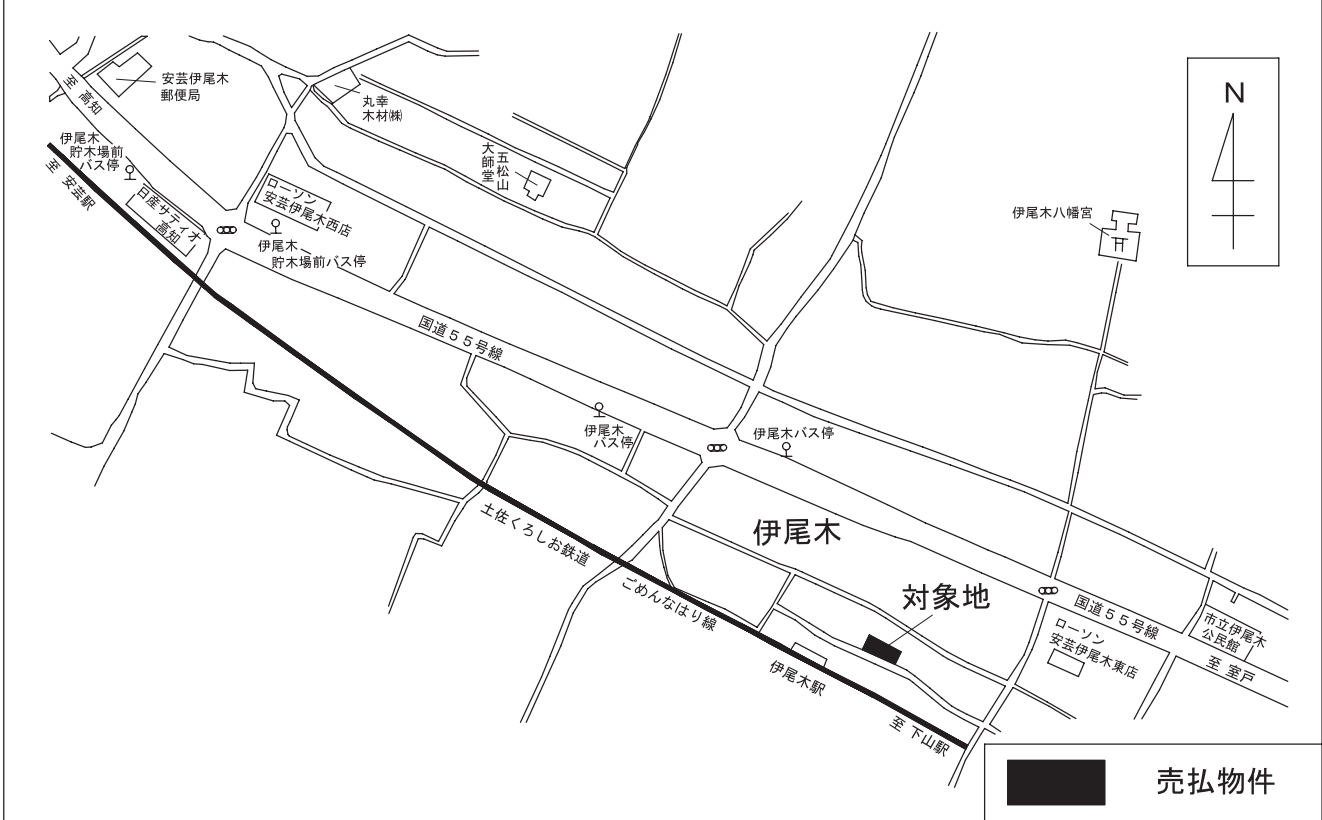 安芸伊尾木
郵便局
至 高知
丸幸
木材㈱
伊尾木
貯木場前
バス停
至 安芸駅
日産サティオ
高知
ローソン
安芸伊尾木西店
伊尾木
貯木場前バス停
五松山
大師堂
伊尾木八幡宮
N
国道５５号線
伊尾木
バス停
伊尾木バス停
土佐くろしお鉄道
ごめんなはり線
伊尾木
対象地
伊尾木駅
至 下山駅
国道５５号線
ローソン
安芸伊尾木東店
市立伊尾木
公民館
至 室戸
売払物件